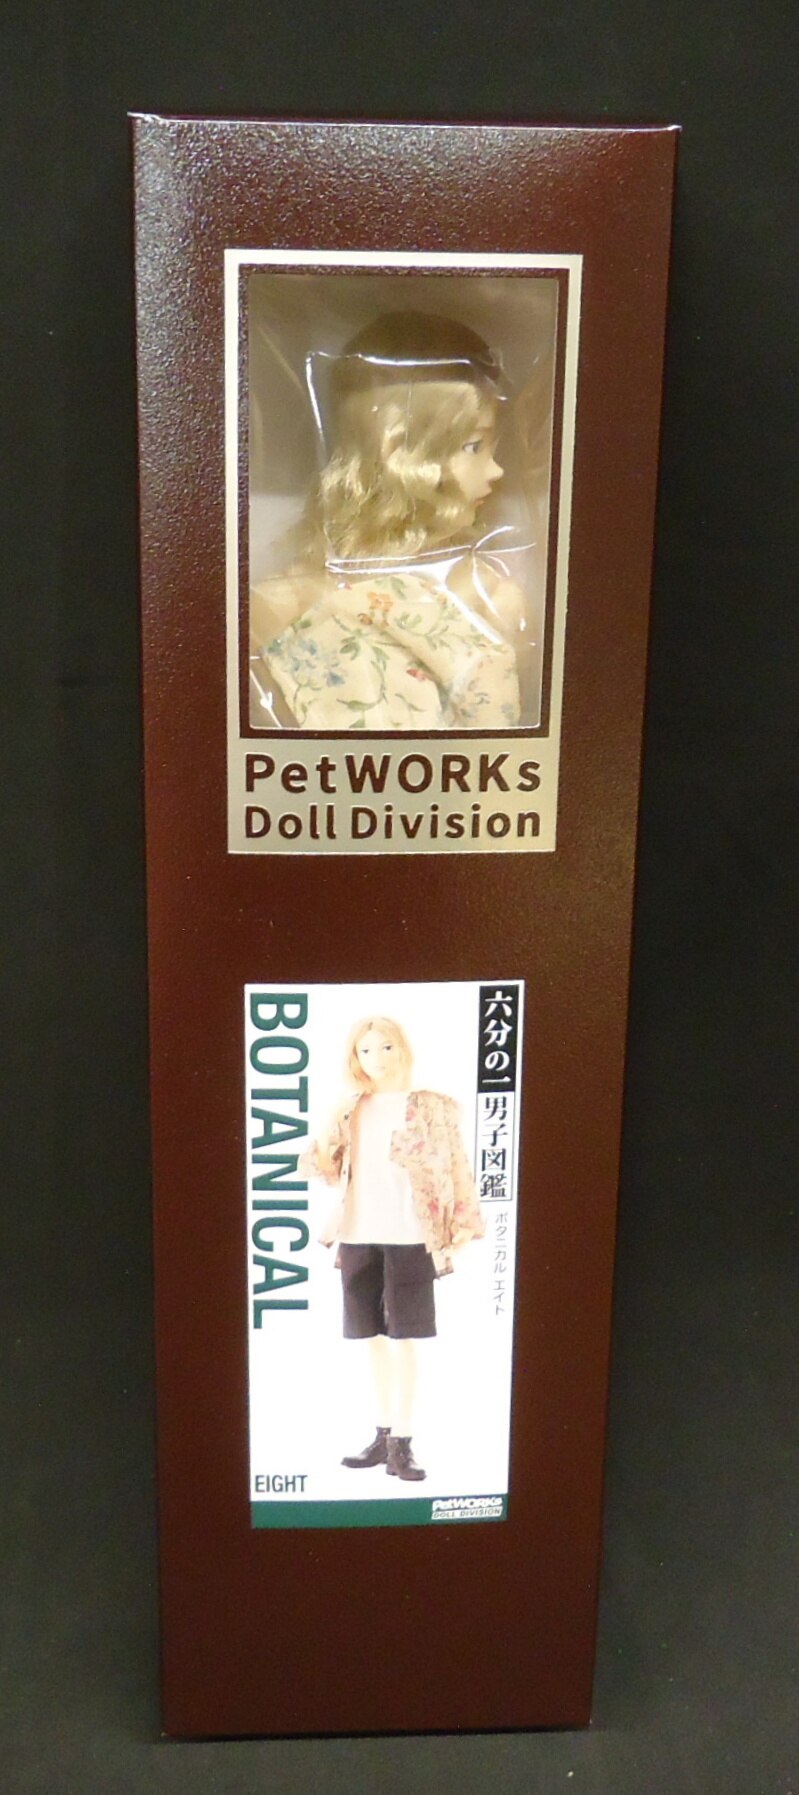 PetWORKs
Doll Division
BOTANICAL
六分の一男子図鑑
ボタニカル エイト
EIGHT
PetWORKs
DOLL DIVISION